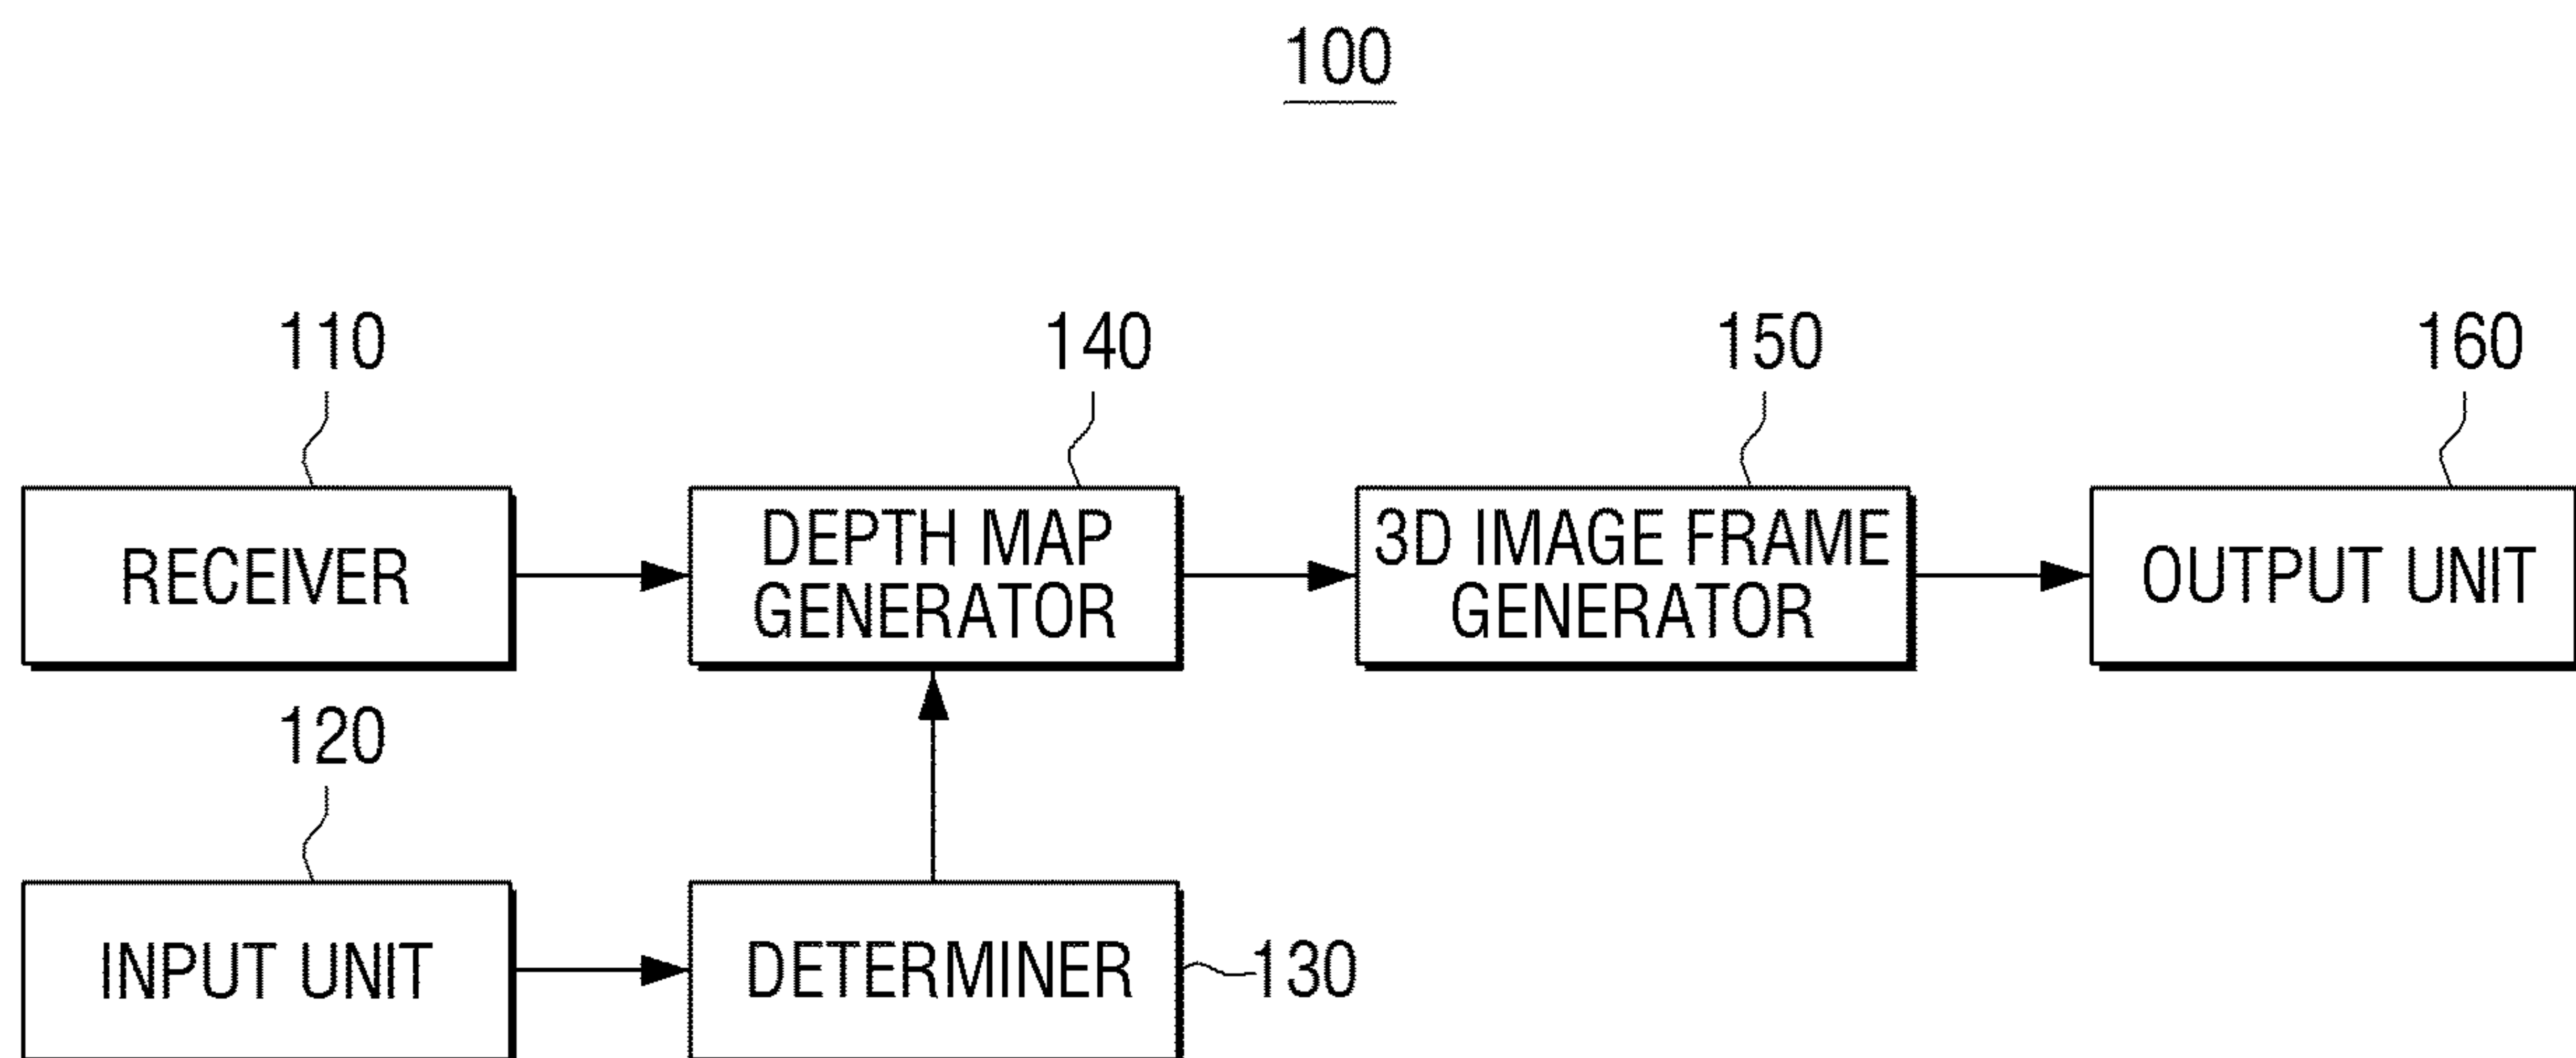 100
110
140
150
160
RECEIVER
DEPTH MAP
GENERATOR
3D IMAGE FRAME
GENERATOR
OUTPUT UNIT
120
INPUT UNIT
DETERMINER
130